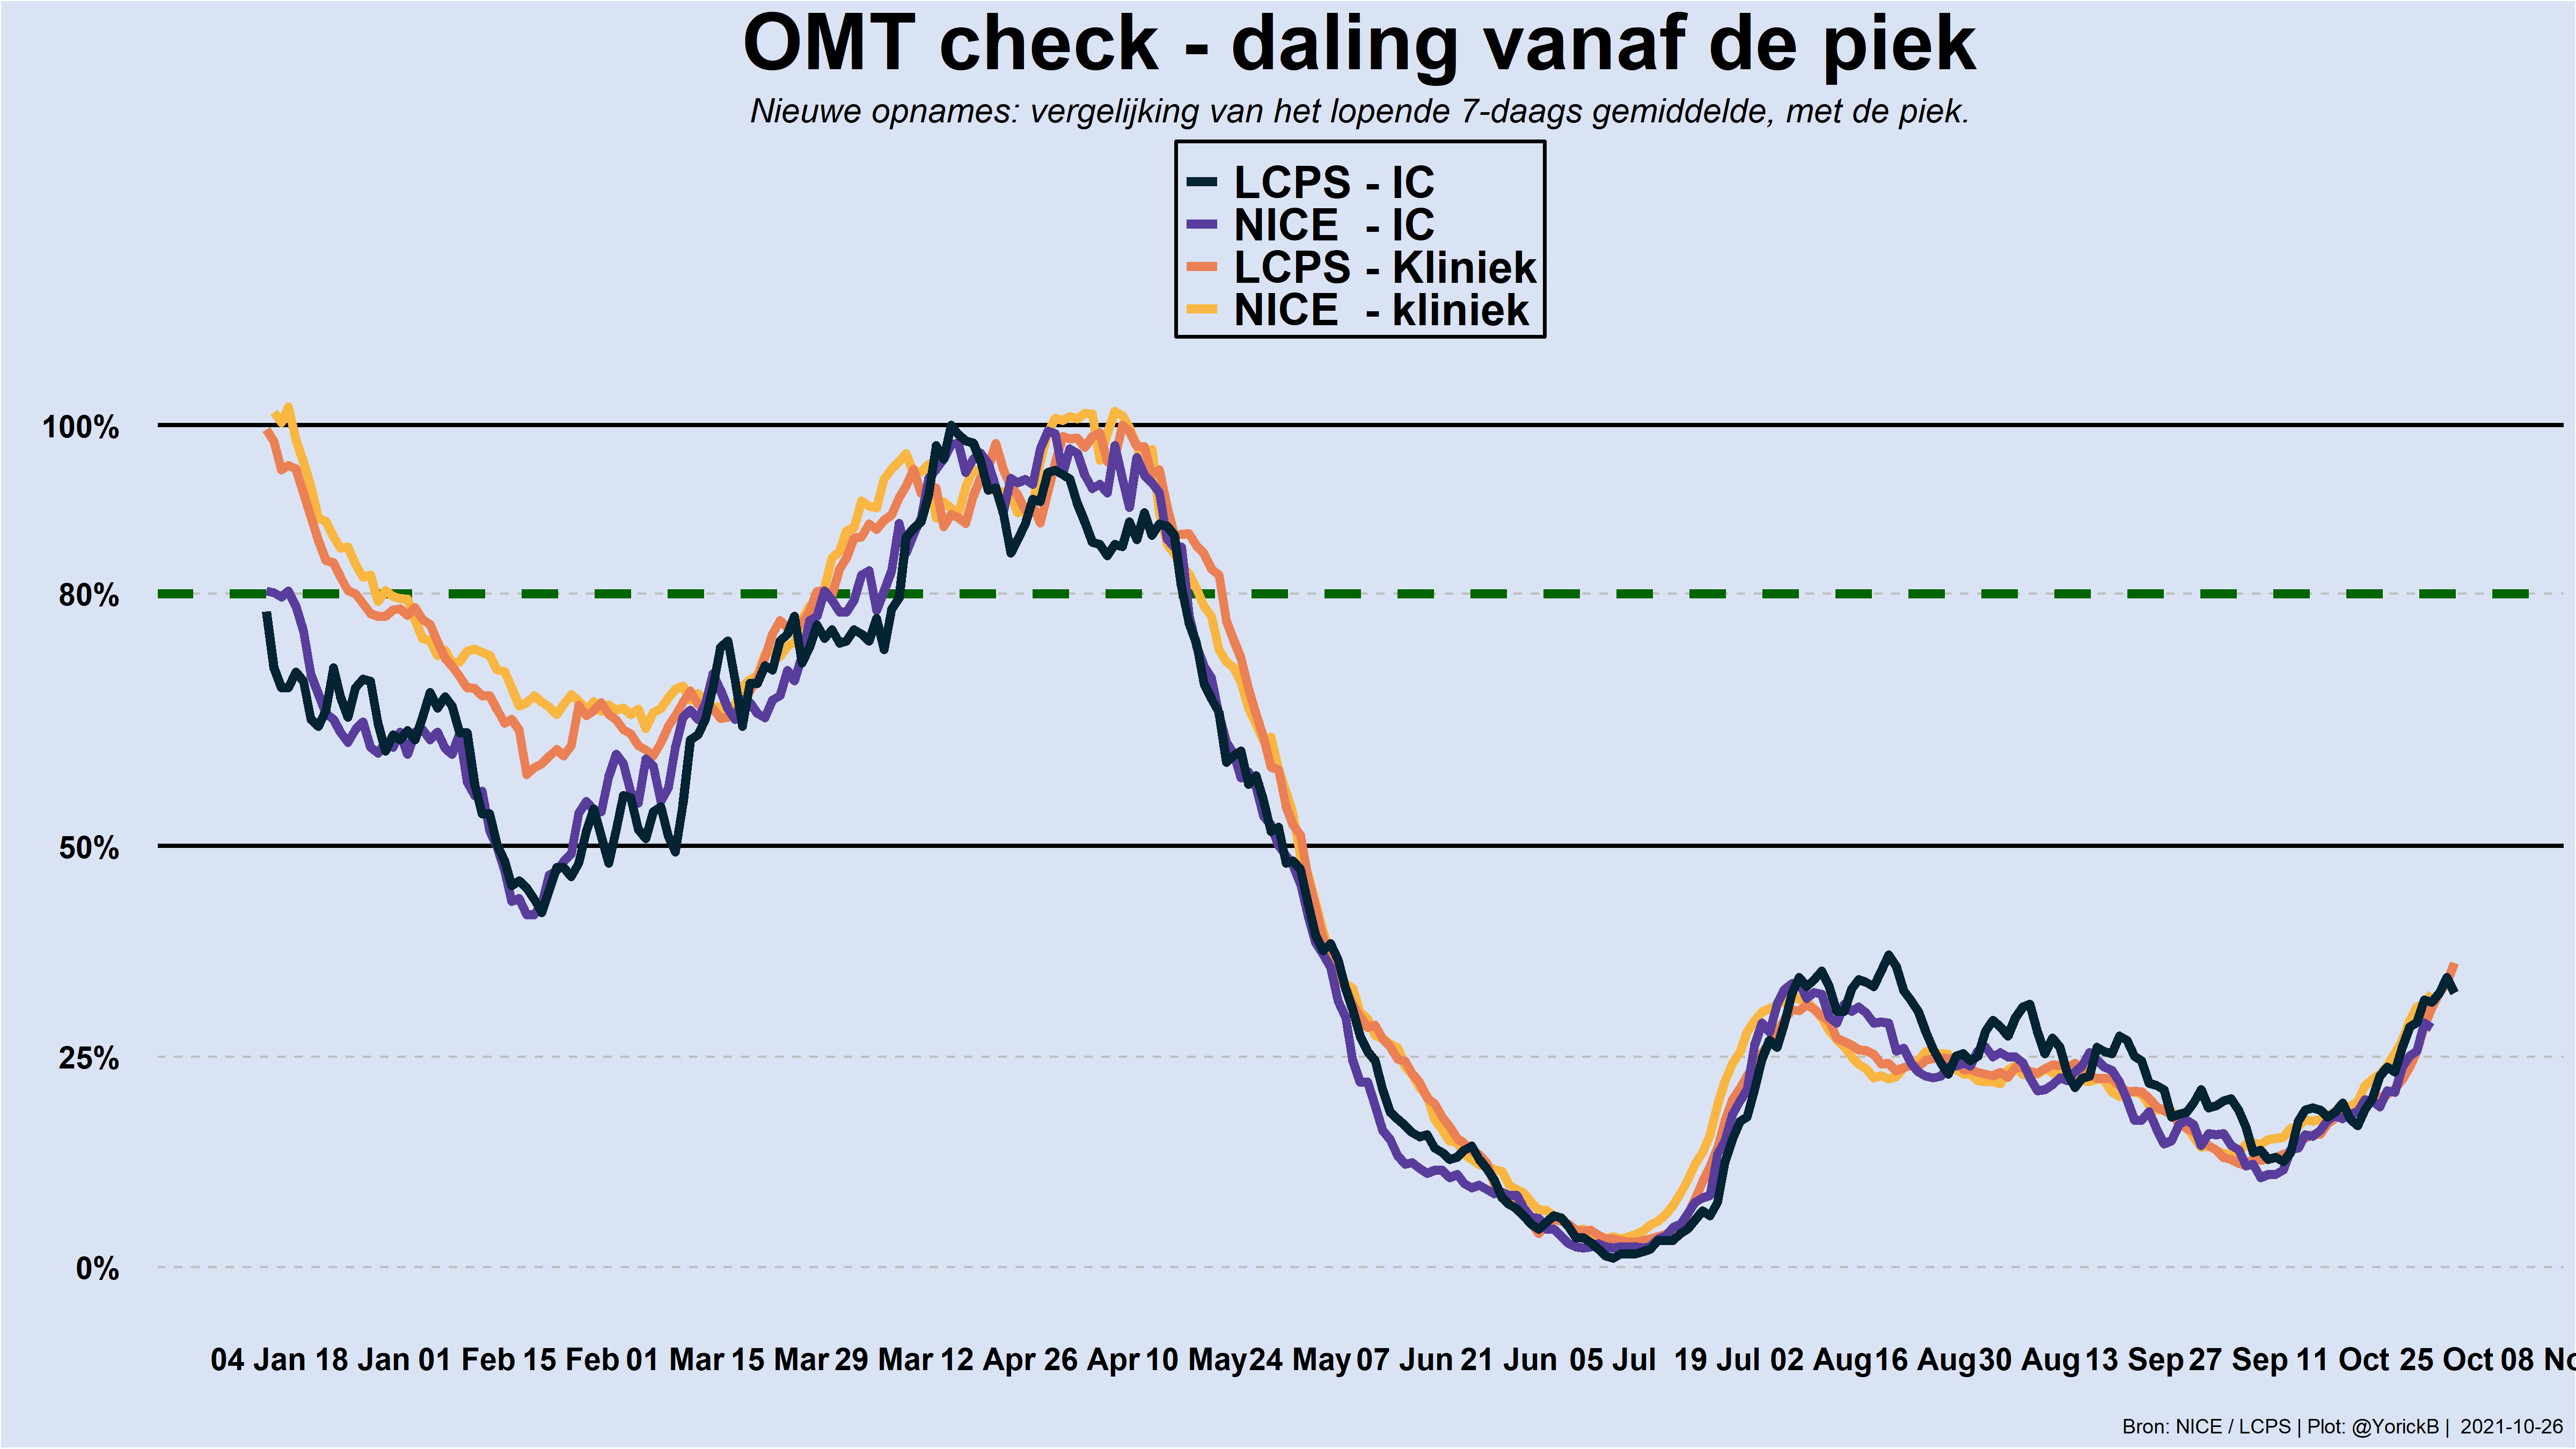 OMT check - daling vanaf de piek
Nieuwe opnames: vergelijking van het lopende 7-daags gemiddelde, met de piek.
LCPS - IC
NICE - IC
LCPS - Kliniek
NICE - kliniek
100%
80%
50%
25%
0%
04 Jan 18 Jan 01 Feb 15 Feb 01 Mar 15 Mar 29 Mar 12 Apr 26 Apr 10 May 24 May 07 Jun 21 Jun 05 Jul 19 Jul 02 Aug 16 Aug 30 Aug 13 Sep 27 Sep 11 Oct 25 Oct 08 No
Bron: NICE / LCPS | Plot: @YorickB | 2021-10-26